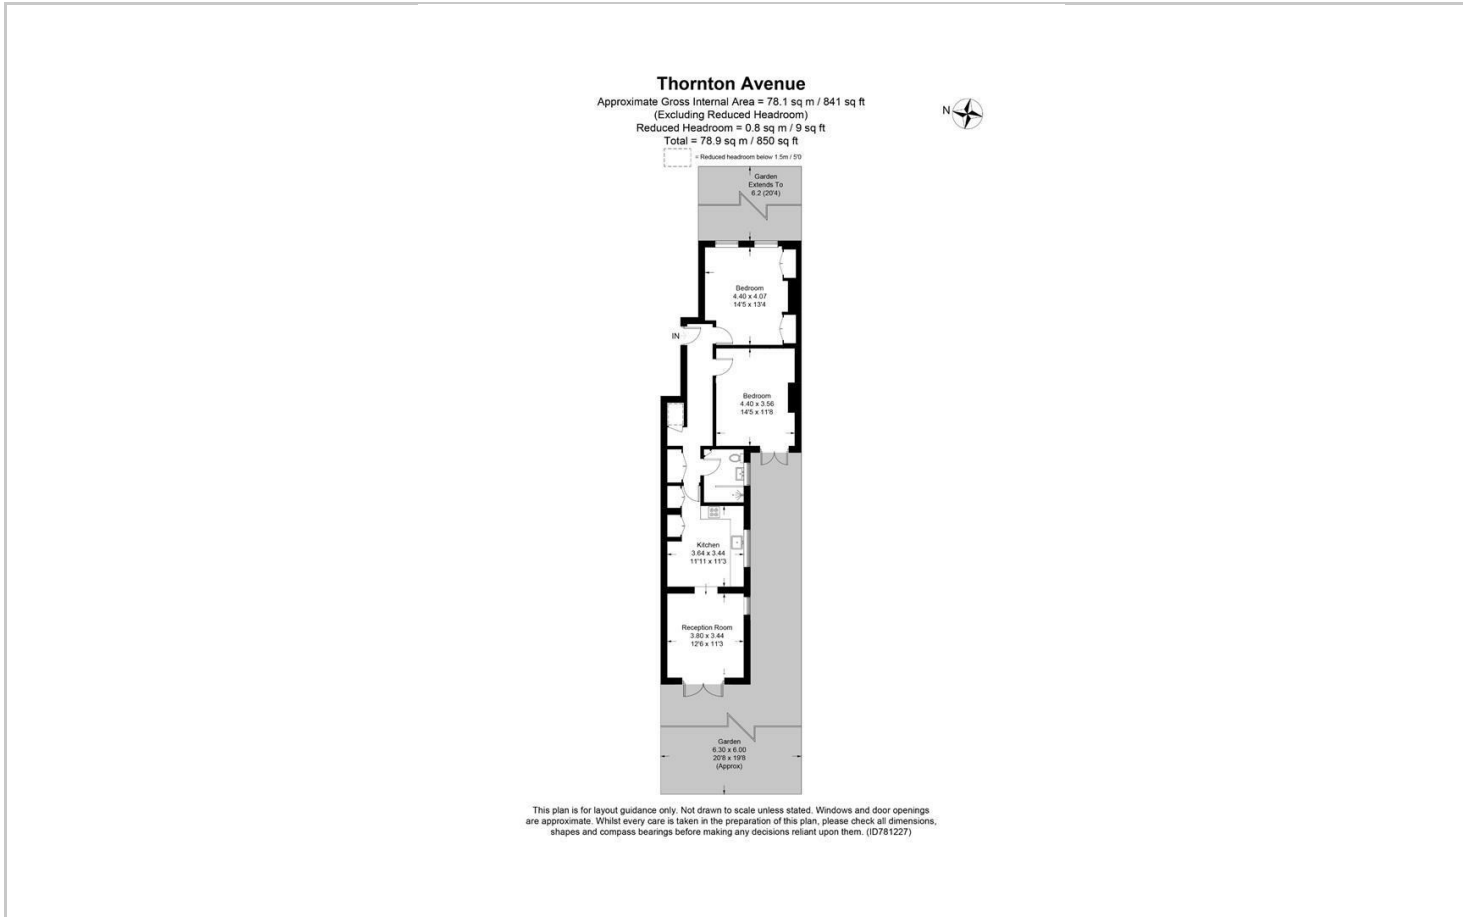 Thornton Avenue
Approximate Gross Internal Area = 78.1 sq m / 841 sq ft
(Excluding Reduced Headroom)
Reduced Headroom = 0.8 sq m / 9 sq ft
Total = 78.9 sq m / 850 sq ft
N
= Reduced headroom below 1.5m / 5'0
Garden
Extends To
6.2 (20'4)
Bedroom
4.40 x 4.07
14'5 x 13'4
IN
Bedroom
4.40 x 3.56
14'5 x 11'8
Kitchen
3.64 x 3.44
11'11 x 11'3
Reception Room
3.80 x 3.44
12'6 x 11'3
Garden
6.30 x 6.00
20'8 x 19'8
(Approx)
This plan is for layout guidance only. Not drawn to scale unless stated. Windows and door openings
are approximate. Whilst every care is taken in the preparation of this plan, please check all dimensions,
shapes and compass bearings before making any decisions reliant upon them. (ID781227)